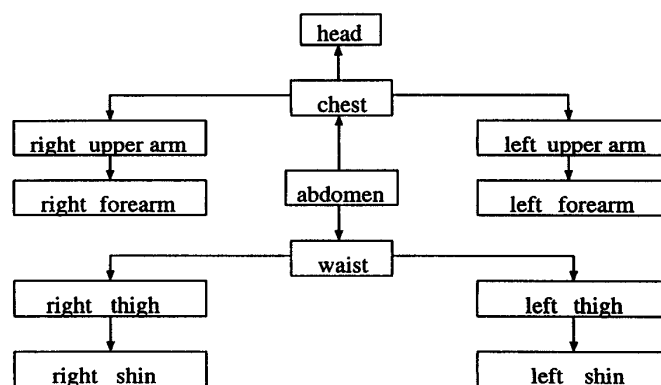 head
chest
right upper arm
left upper arm
abdomen
right forearm
left forearm
waist
right thigh
left thigh
right shin
left shin